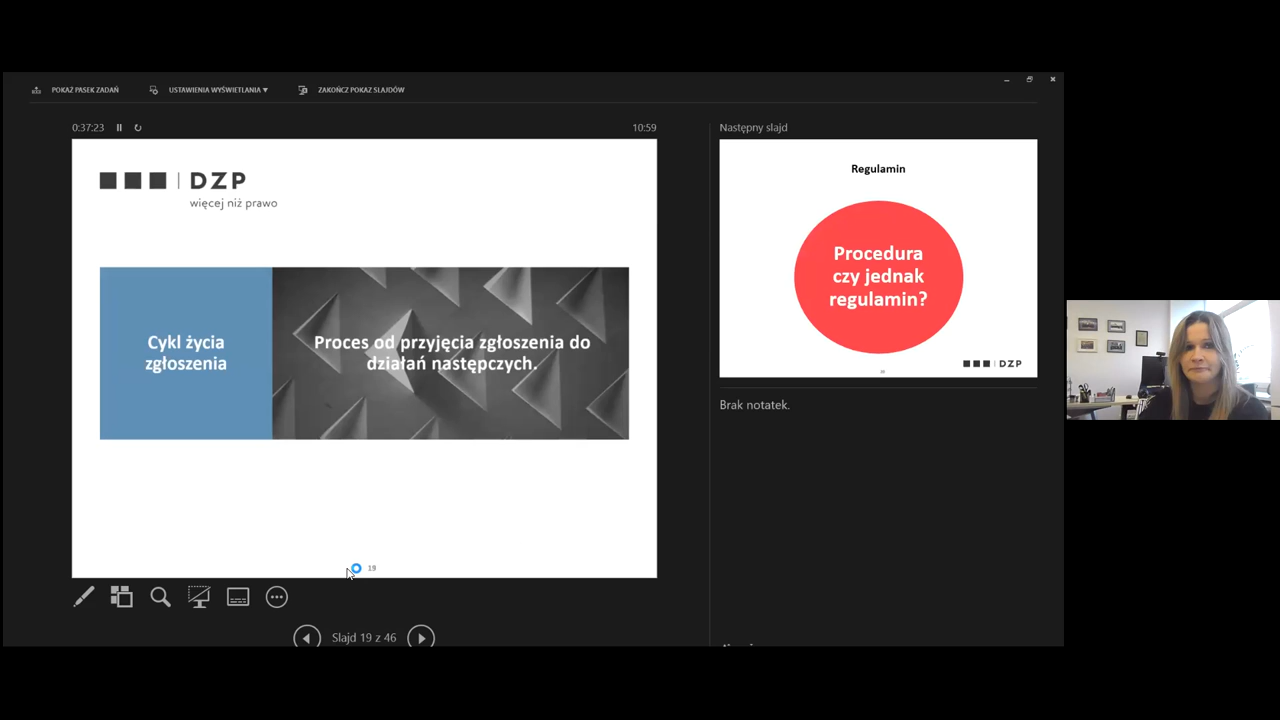 POKAŻ PASEK ZADAŃ
USTAWIENIA WYŚWIETLANIA
ZAKOŃCZ POKAZ SLAJDÓW
0:37:23
10:59
DZP
więcej niż prawo
Cykl życia
zgłoszenia
Proces od przyjęcia zgłoszenia do
działań następczych.
19
Slajd 19 z 46
Następny slajd
Regulamin
Procedura
czy jednak
regulamin?
DZP
Brak notatek.